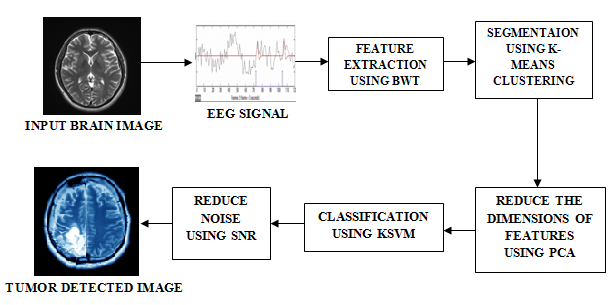 INPUT BRAIN IMAGE
EEG SIGNAL
FEATURE
EXTRACTION
USING BWT
SEGMENTAION
USING K-
MEANS
CLUSTERING
REDUCE THE
DIMENSIONS OF
FEATURES
USING PCA
CLASSIFICATION
USING KSVM
REDUCE
NOISE
USING SNR
TUMOR DETECTED IMAGE